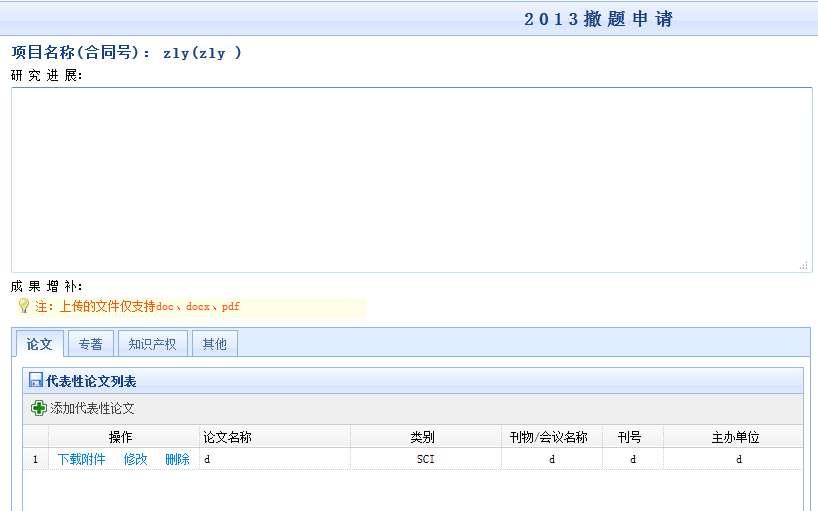 2013撤题申请
项目名称(合同号)： zly(zly )
研 究 进 展:
成 果 增 补:
注：上传的文件仅支持doc、docx、pdf
论文 专著 知识产权 其他
代表性论文列表
添加代表性论文
操作 论文名称 类别 刊物/会议名称 刊号 主办单位
1 下载附件 修改 删除 d SCI d d d